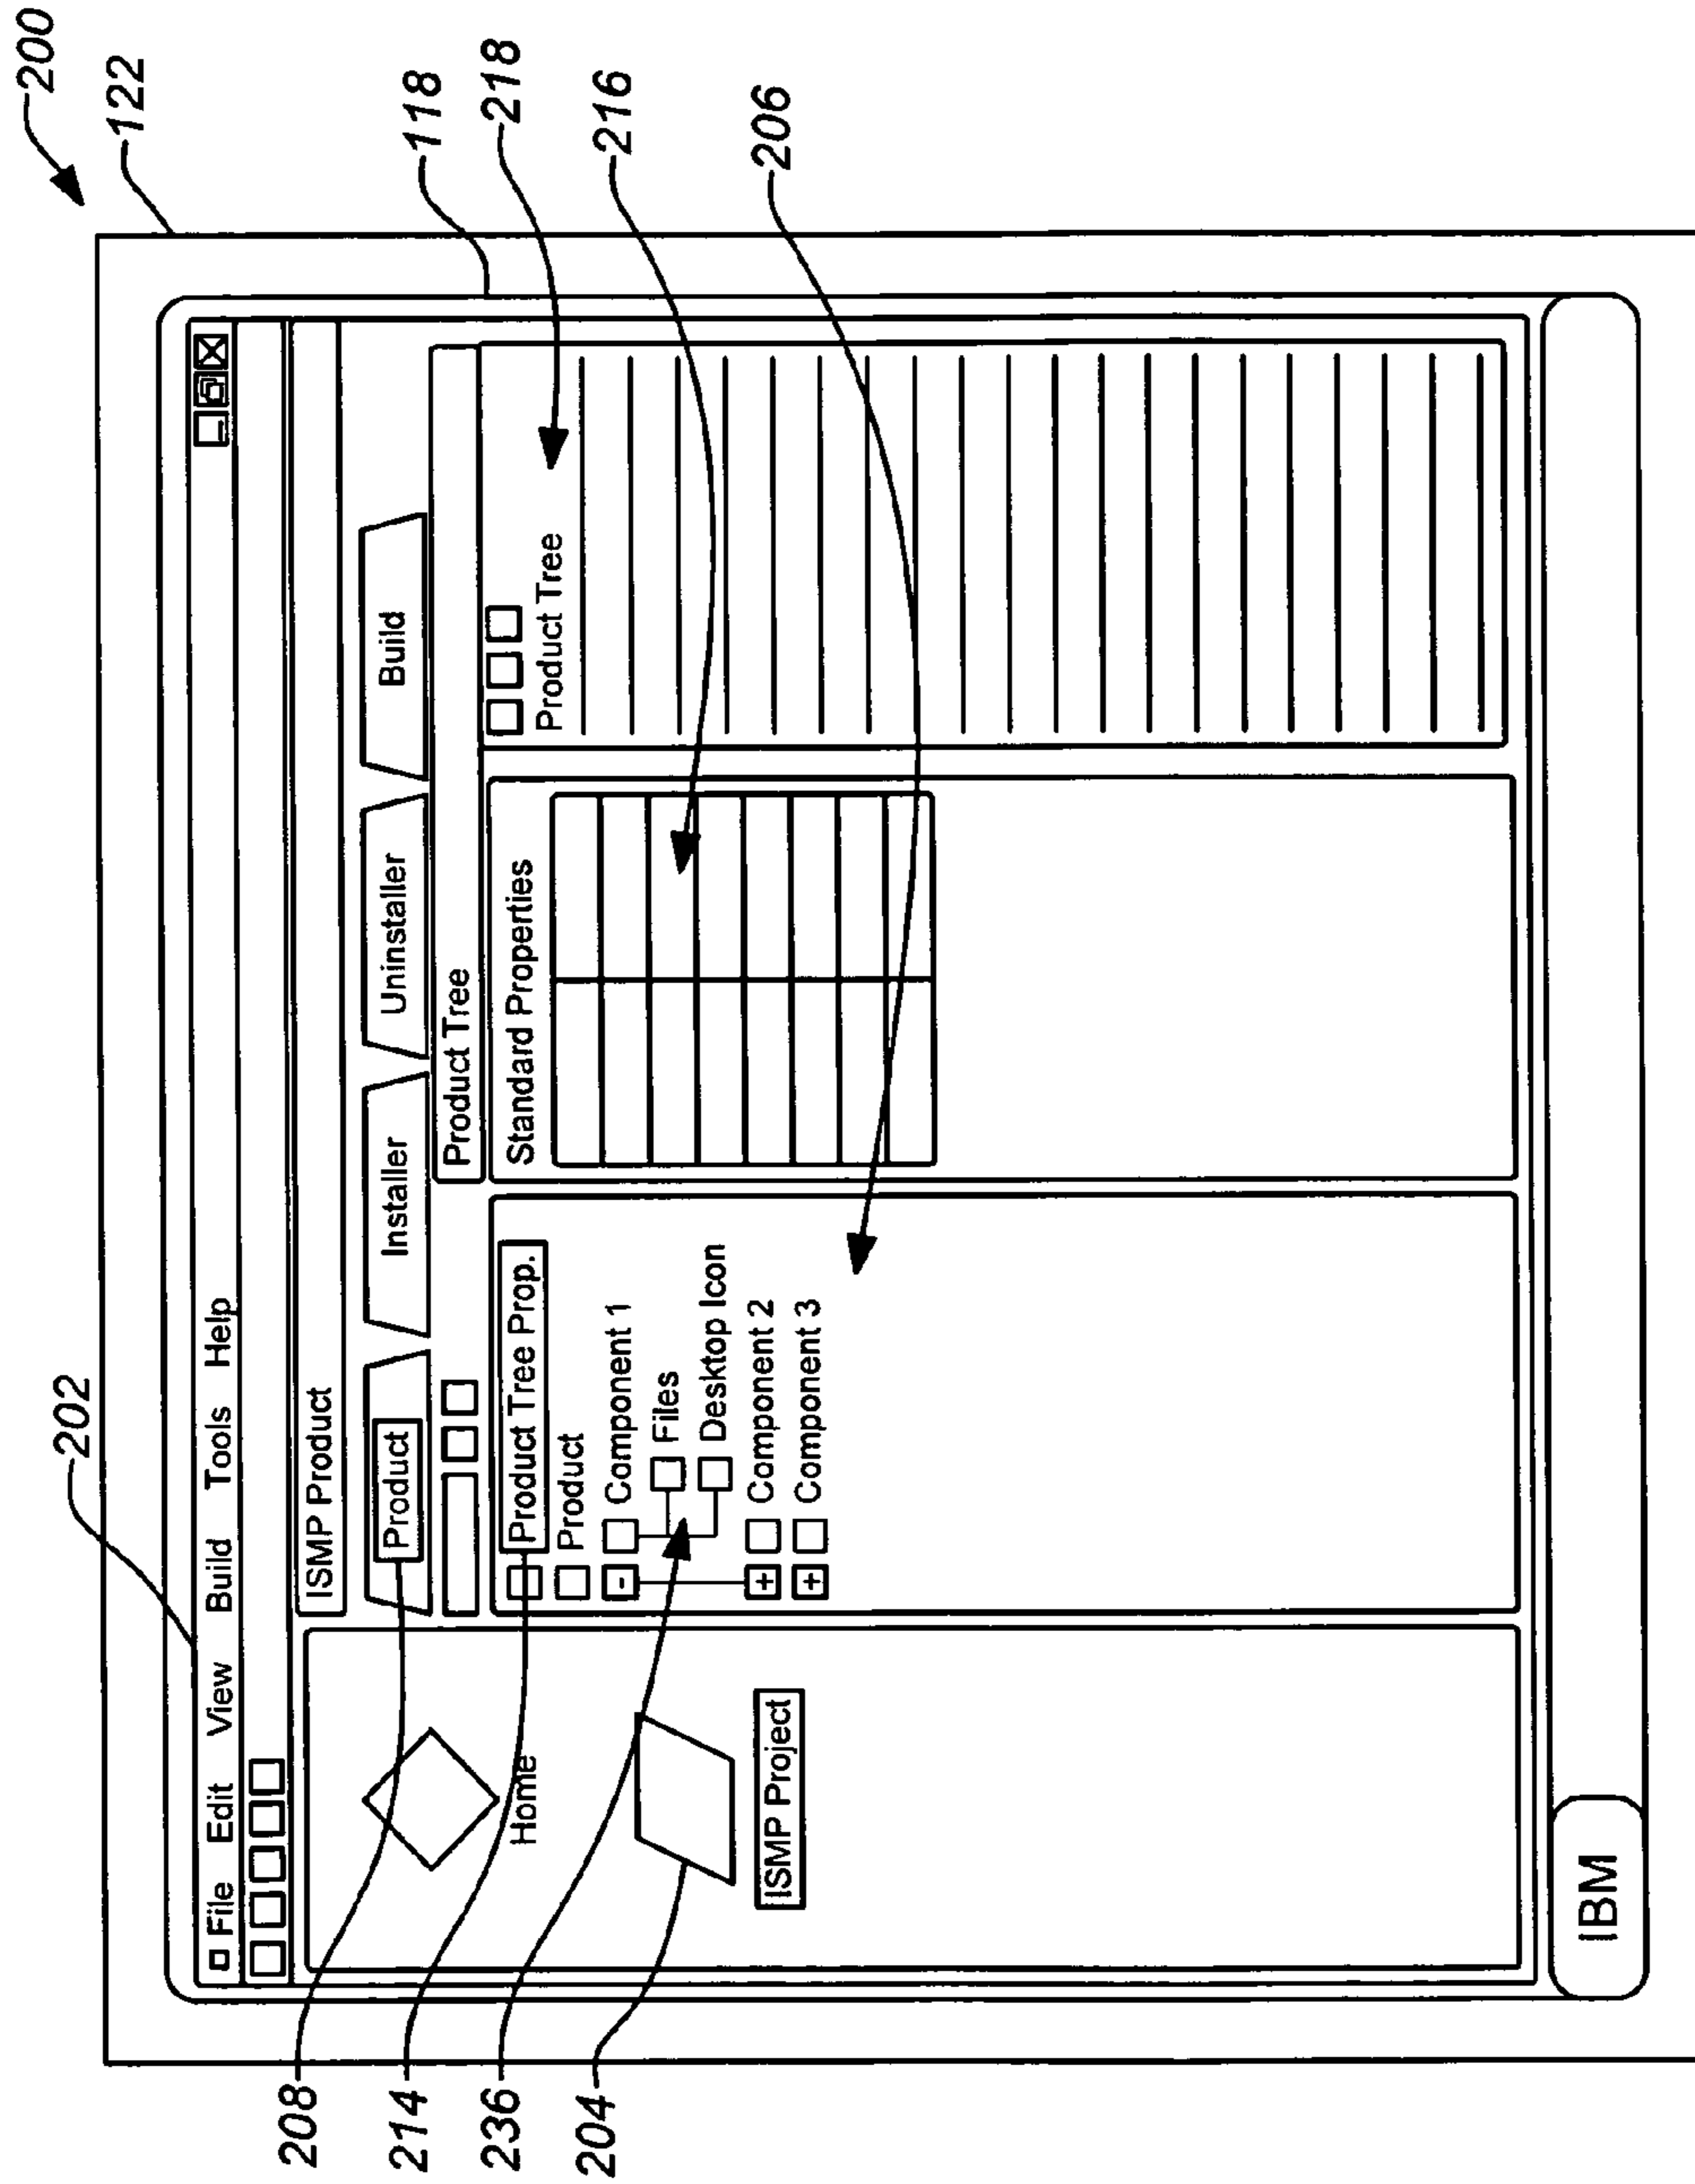 200
122
118
218
216
206
202
File Edit View Build Tools Help
ISMP Product
Product Installer Uninstaller Build
Product Tree
Product Tree Prop.
Product
- Component 1
Files
Desktop Icon
+ Component 2
+ Component 3
Standard Properties
Product Tree
Home
ISMP Project
IBM
208
214
236
204